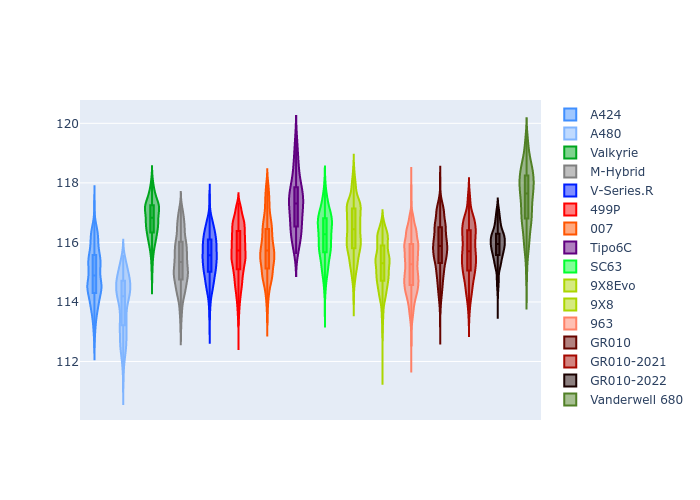 120
118
116
114
112
A424
A480
Valkyrie
M-Hybrid
V-Series.R
499P
007
Tipo6C
SC63
9X8Evo
9X8
963
GR010
GR010-2021
GR010-2022
Vanderwell 680